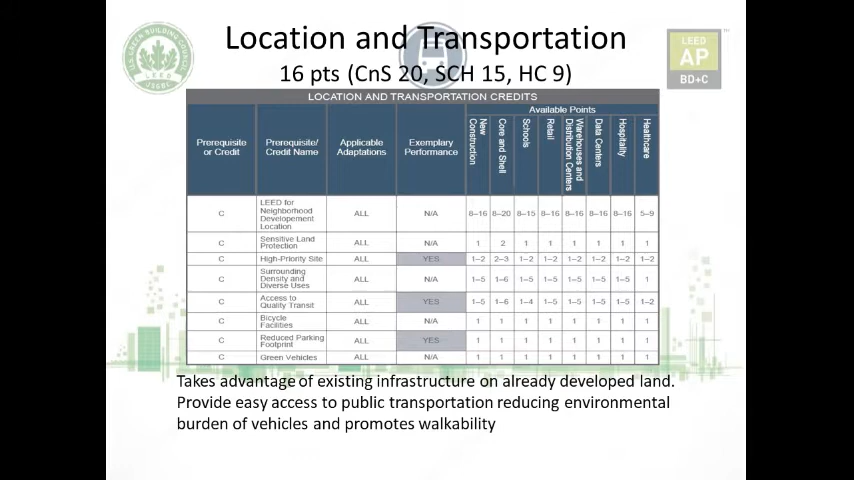 Location and Transportation
16 pts (CnS 20, SCH 15, HC 9)
U.S. GREEN BUILDING COUNCIL
LEED
USGBC
LEED
AP
BD+C
LOCATION AND TRANSPORTATION CREDITS
Prerequisite or Credit | Prerequisite/ Credit Name | Applicable Adaptations | Exemplary Performance | Available Points
New Construction | Core and Shell | Schools | Retail | Warehouses and Distribution Centers | Data Centers | Hospitality | Healthcare
C | LEED for Neighborhood Developement Location | ALL | N/A | 8–16 | 8–20 | 8–15 | 8–16 | 8–16 | 8–16 | 8–16 | 5–9
C | Sensitive Land Protection | ALL | N/A | 1 | 2 | 1 | 1 | 1 | 1 | 1 | 1
C | High-Priority Site | ALL | YES | 1–2 | 2–3 | 1–2 | 1–2 | 1–2 | 1–2 | 1–2 | 1–2
C | Surrounding Density and Diverse Uses | ALL | N/A | 1–5 | 1–6 | 1–5 | 1–5 | 1–5 | 1–5 | 1–5 | 1
C | Access to Quality Transit | ALL | YES | 1–5 | 1–6 | 1–4 | 1–5 | 1–5 | 1–5 | 1–5 | 1–2
C | Bicycle Facilities | ALL | N/A | 1 | 1 | 1 | 1 | 1 | 1 | 1 | 1
C | Reduced Parking Footprint | ALL | YES | 1 | 1 | 1 | 1 | 1 | 1 | 1 | 1
C | Green Vehicles | ALL | N/A | 1 | 1 | 1 | 1 | 1 | 1 | 1 | 1
Takes advantage of existing infrastructure on already developed land.
Provide easy access to public transportation reducing environmental
burden of vehicles and promotes walkability